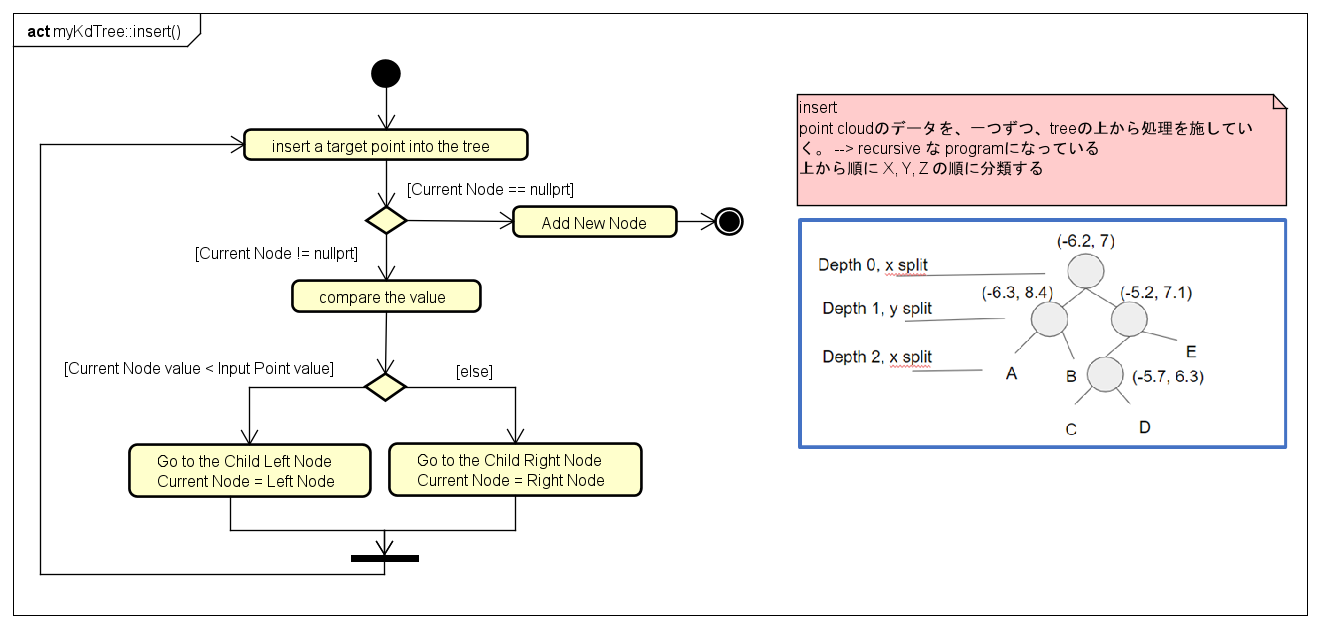 act myKdTree::insert()
insert a target point into the tree
[Current Node == nullprt]
Add New Node
[Current Node != nullprt]
compare the value
[Current Node value < Input Point value]
[else]
Go to the Child Left Node
Current Node = Left Node
Go to the Child Right Node
Current Node = Right Node
insert
point cloudのデータを、一つずつ、treeの上から処理を施してい
く。 --> recursive な programになっている
上から順に X, Y, Z の順に分類する
(-6.2, 7)
Depth 0, x split
(-6.3, 8.4)
(-5.2, 7.1)
Depth 1, y split
Depth 2, x split
E
A
B
(-5.7, 6.3)
C
D